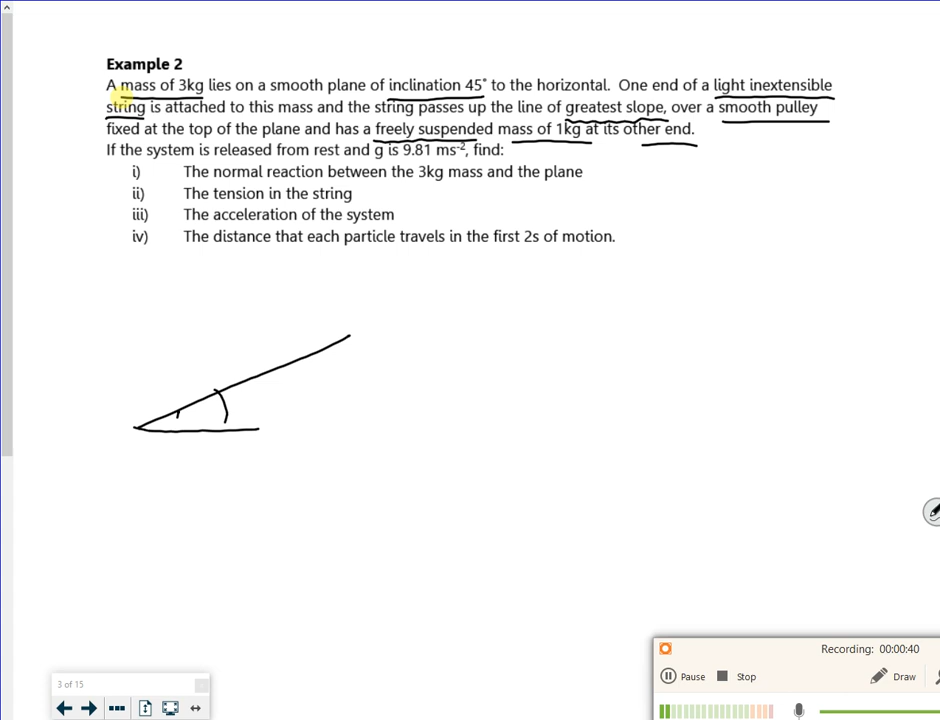 Example 2
A mass of 3kg lies on a smooth plane of inclination 45° to the horizontal. One end of a light inextensible
string is attached to this mass and the string passes up the line of greatest slope, over a smooth pulley
fixed at the top of the plane and has a freely suspended mass of 1kg at its other end.
If the system is released from rest and g is 9.81 ms⁻², find:
i) The normal reaction between the 3kg mass and the plane
ii) The tension in the string
iii) The acceleration of the system
iv) The distance that each particle travels in the first 2s of motion.
Recording: 00:00:40
Pause Stop Draw
3 of 15